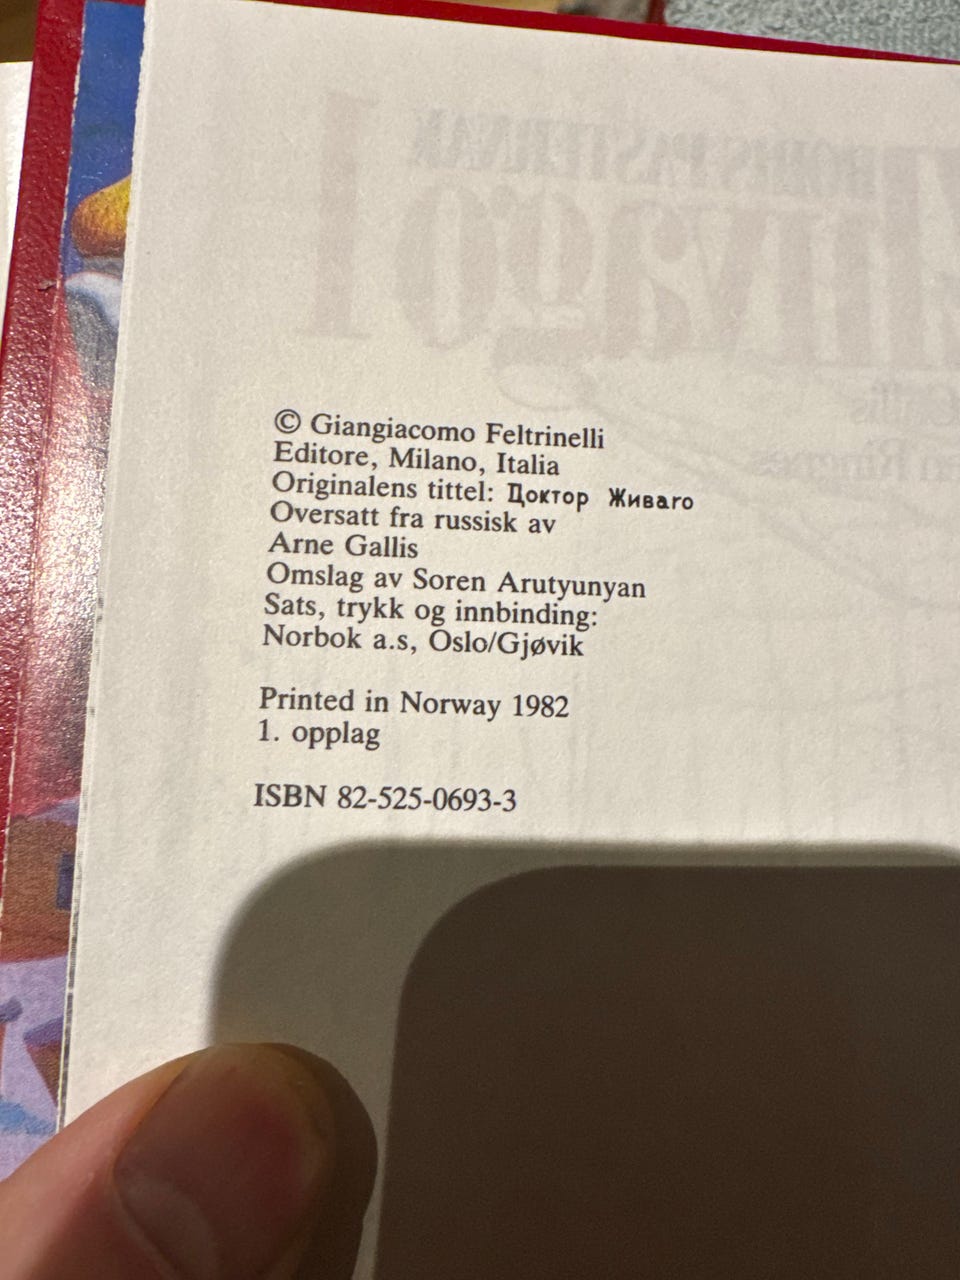 © Giangiacomo Feltrinelli
Editore, Milano, Italia
Originalens tittel: Доктор Живаго
Oversatt fra russisk av
Arne Gallis
Omslag av Soren Arutyunyan
Sats, trykk og innbinding:
Norbok a.s, Oslo/Gjøvik
Printed in Norway 1982
1. opplag
ISBN 82-525-0693-3